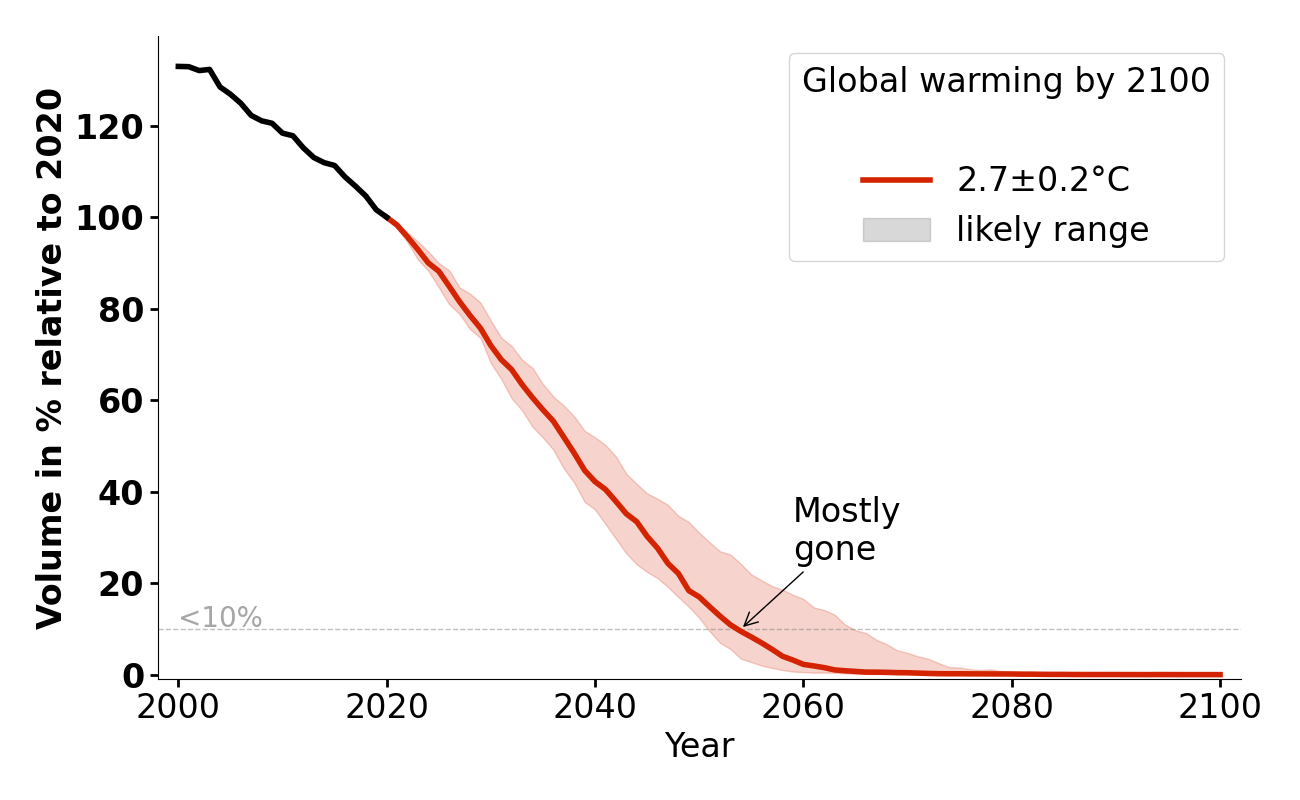 Global warming by 2100
2.7±0.2°C
likely range
Volume in % relative to 2020
120
100
80
60
40
20
0
Mostly
gone
<10%
2000 2020 2040 2060 2080 2100
Year